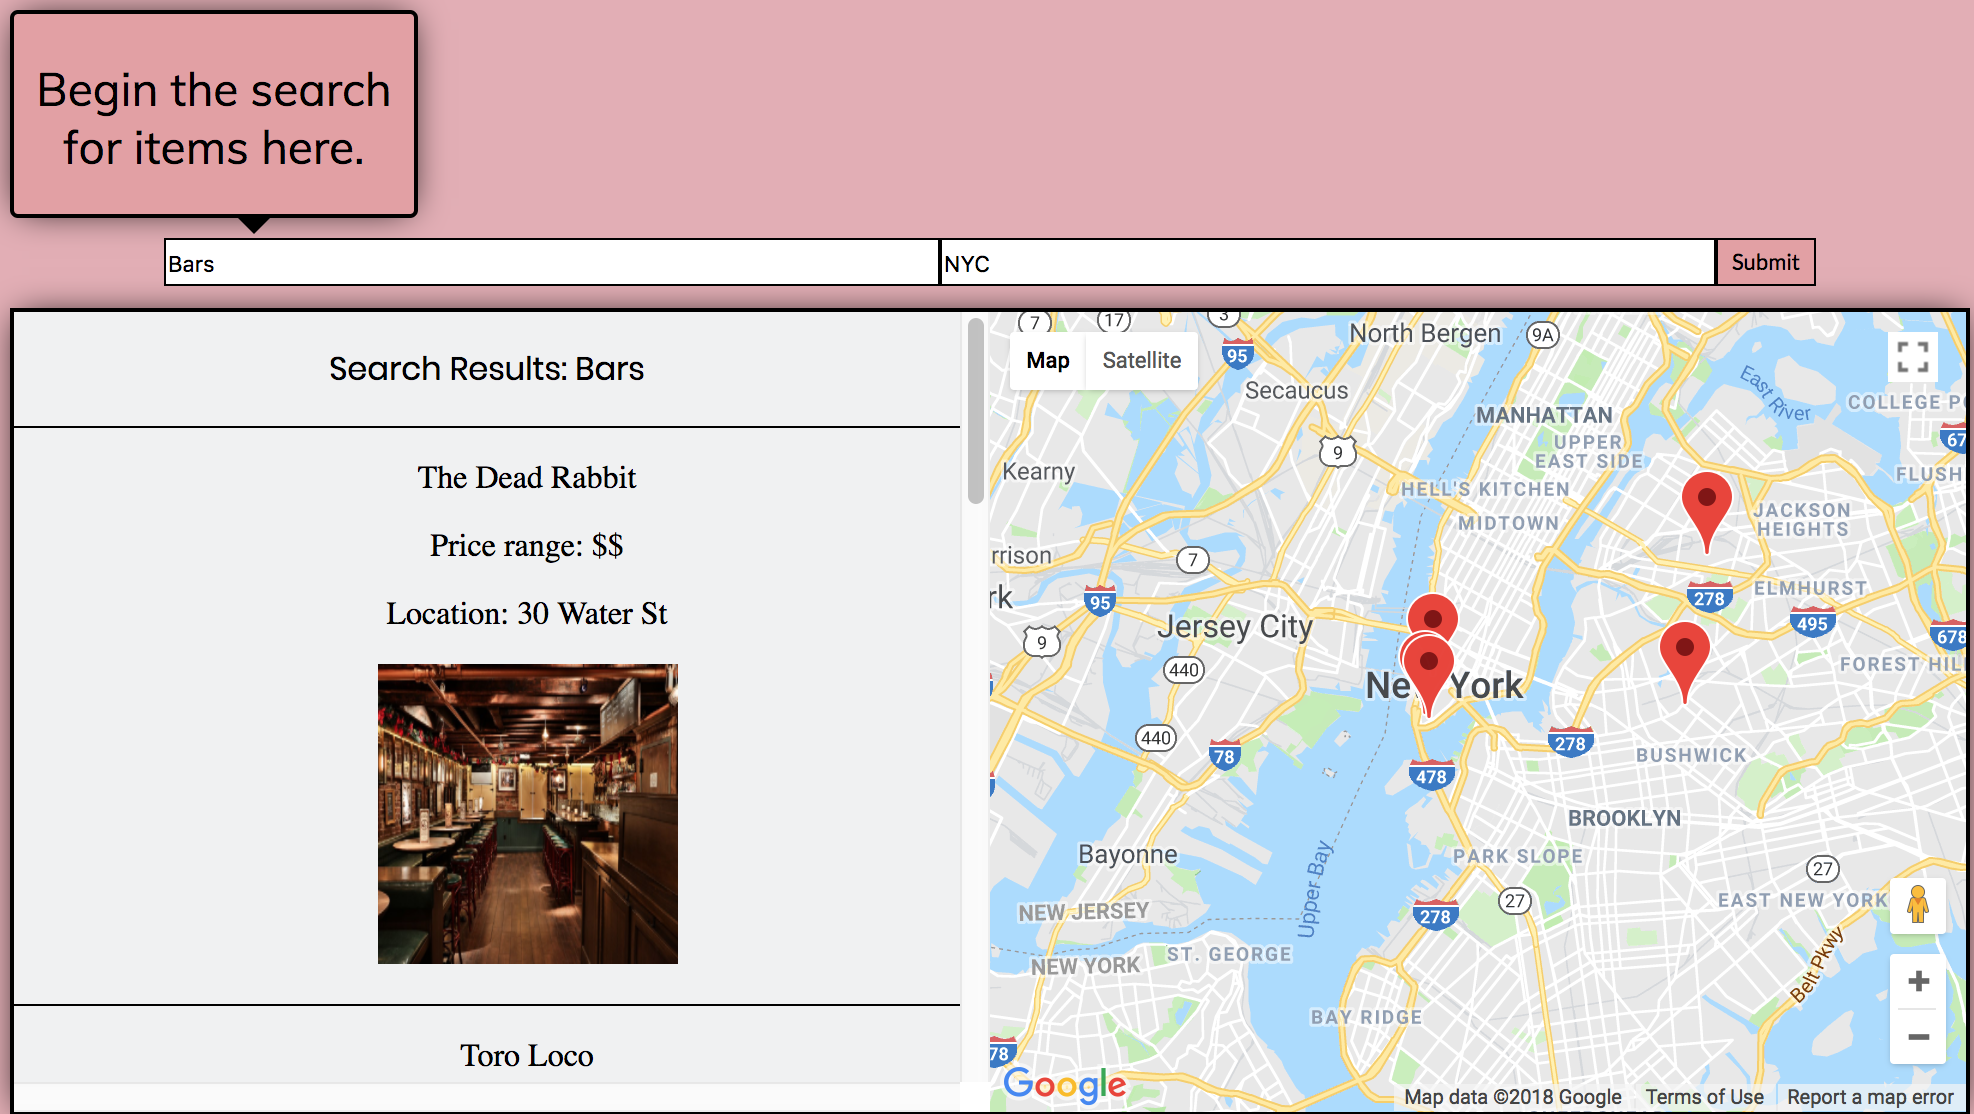 Begin the search
for items here.
Bars
NYC
Submit
Search Results: Bars
The Dead Rabbit
Price range: $$
Location: 30 Water St
Toro Loco
Map
Satellite
7
17
3
95
North Bergen
9A
Secaucus
MANHATTAN
East River
COLLEGE
UPPER
EAST SIDE
9
67
Kearny
HELL'S KITCHEN
FLUSH
MIDTOWN
JACKSON
HEIGHTS
rrison
7
rk
95
278
ELMHURST
495
678
9
Jersey City
440
New York
FOREST HIL
440
78
278
478
BUSHWICK
BROOKLYN
Bayonne
PARK SLOPE
Upper Bay
27
27
278
EAST NEW YORK
NEW JERSEY
NEW YORK
ST. GEORGE
Belt Pkwy
BAY RIDGE
78
Google
Map data ©2018 Google
Terms of Use
Report a map error